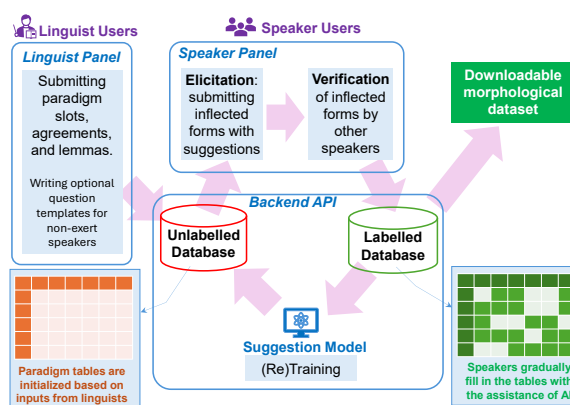 Linguist Users
Speaker Users
Linguist Panel
Submitting
paradigm
slots,
agreements,
and lemmas.
Writing optional
question
templates for
non-exert
speakers
Speaker Panel
Elicitation:
submitting
inflected
forms with
suggestions
Verification
of inflected
forms by
other
speakers
Downloadable
morphological
dataset
Backend API
Unlabelled
Database
Labelled
Database
Suggestion Model
(Re)Training
Paradigm tables are
initialized based on
inputs from linguists
Speakers gradually
fill in the tables with
the assistance of AI